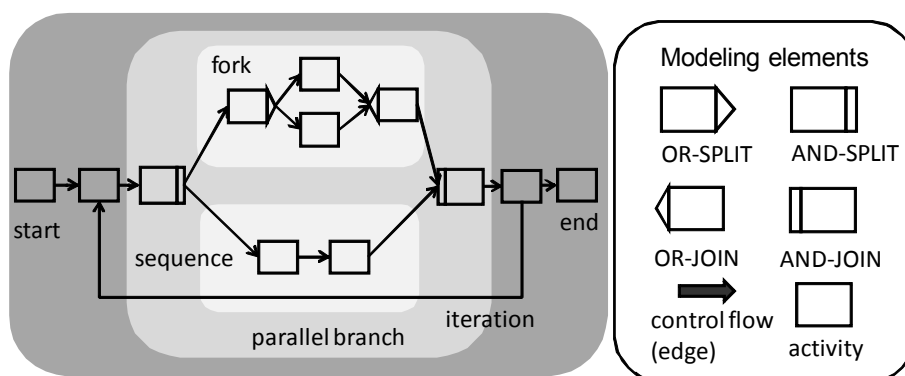 fork
start
end
sequence
iteration
parallel branch
Modeling elements
OR-SPLIT
AND-SPLIT
OR-JOIN
AND-JOIN
control flow
(edge)
activity